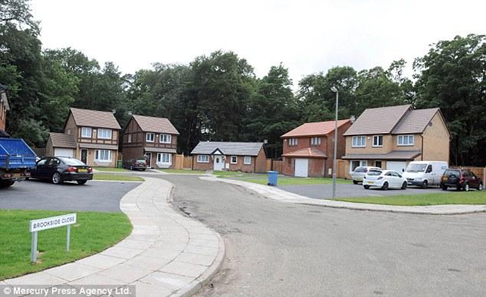 BROOKSIDE CLOSE
© Mercury Press Agency Ltd.